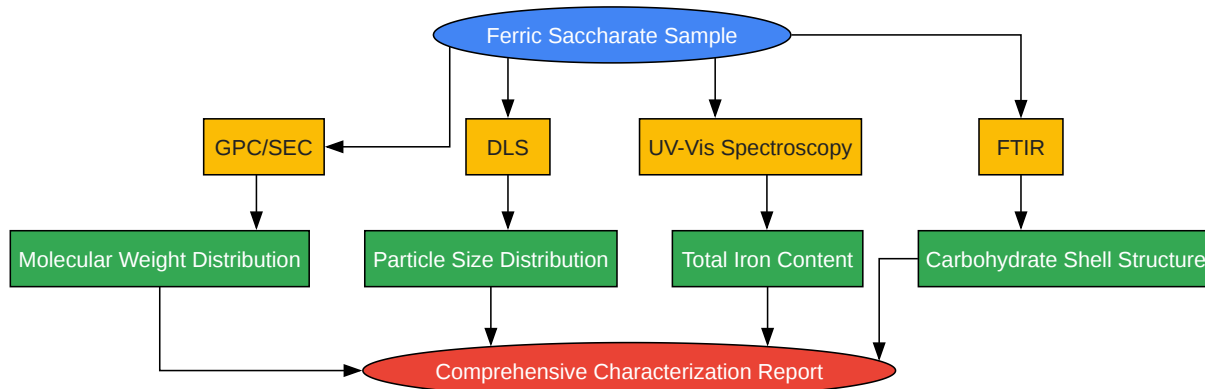 Ferric Saccharate Sample
GPC/SEC
DLS
UV-Vis Spectroscopy
FTIR
Molecular Weight Distribution
Particle Size Distribution
Total Iron Content
Carbohydrate Shell Structure
Comprehensive Characterization Report